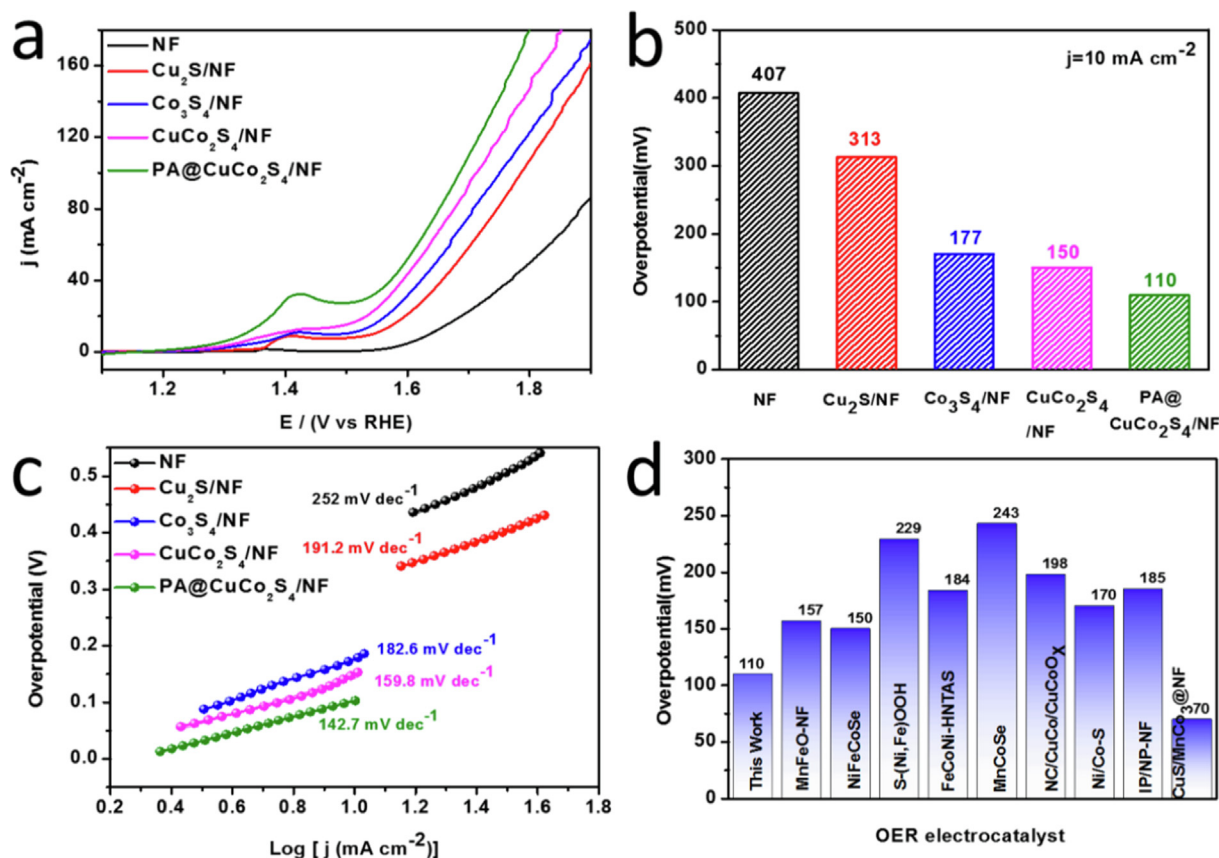 a
NF
Cu2S/NF
Co3S4/NF
CuCo2S4/NF
PA@CuCo2S4/NF
160
120
80
40
0
j (mA cm-2)
1.2 1.4 1.6 1.8
E / (V vs RHE)
b
j=10 mA cm-2
500
400
300
200
100
0
Overpotential(mV)
407
313
177
150
110
NF
Cu2S/NF
Co3S4/NF
CuCo2S4
/NF
PA@
CuCo2S4/NF
c
NF
Cu2S/NF
Co3S4/NF
CuCo2S4/NF
PA@CuCo2S4/NF
252 mV dec-1
191.2 mV dec-1
182.6 mV dec-1
159.8 mV dec-1
142.7 mV dec-1
0.5
0.4
0.3
0.2
0.1
0.0
Overpotential (V)
0.2 0.4 0.6 0.8 1.0 1.2 1.4 1.6 1.8
Log [ j (mA cm-2)]
d
300
250
200
150
100
50
0
Overpotential(mV)
110
157
150
229
184
243
198
170
185
70
This Work
MnFeO-NF
NiFeCoSe
S-(Ni,Fe)OOH
FeCoNi-HNTAS
MnCoSe
NC/CuCo/CuCoOX
Ni/Co-S
IP/NP-NF
CuS/MnCo3@NF
OER electrocatalyst